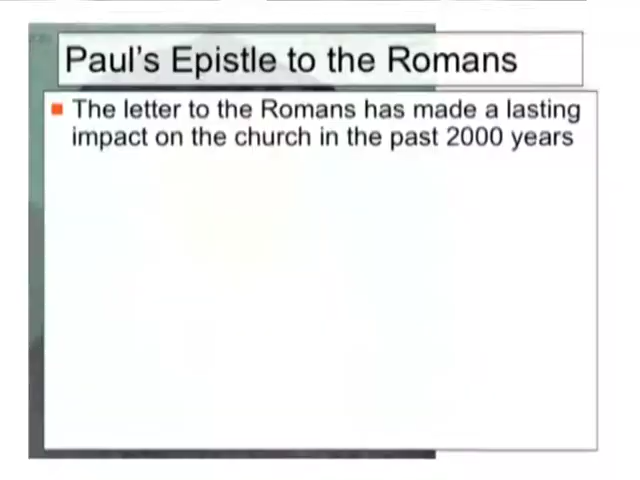 Paul's Epistle to the Romans
The letter to the Romans has made a lasting
impact on the church in the past 2000 years